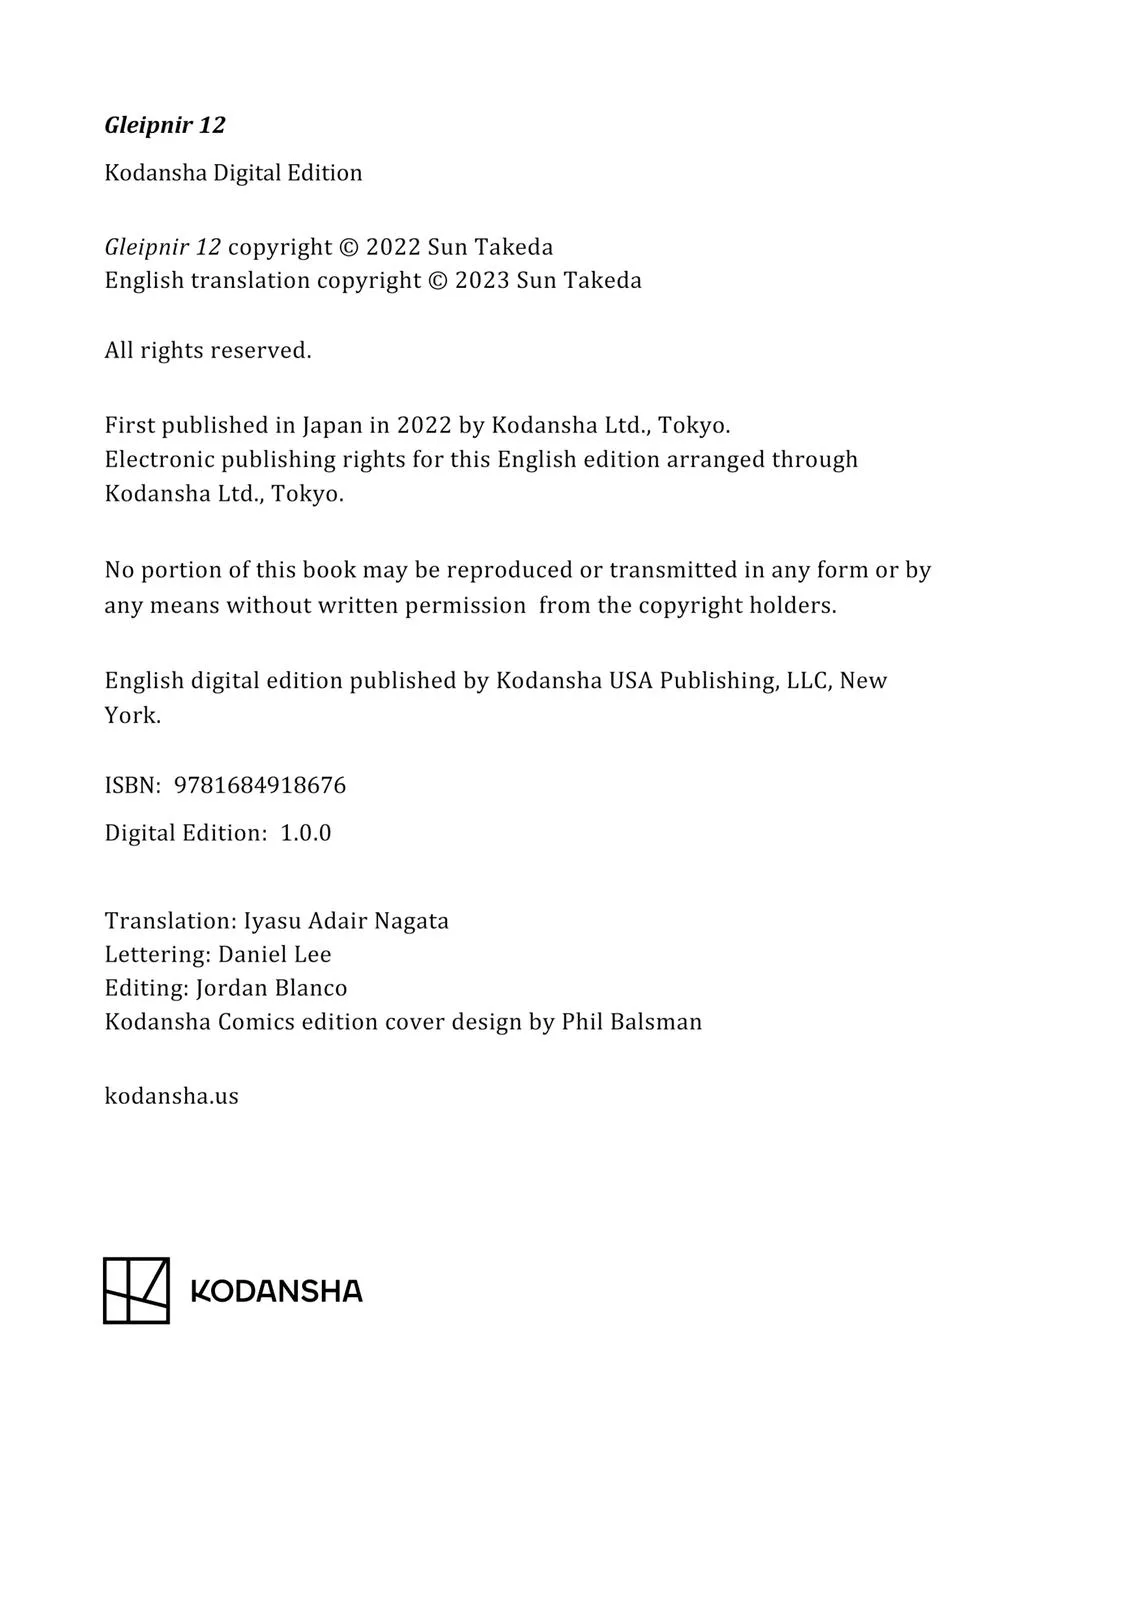 Gleipnir 12
Kodansha Digital Edition
Gleipnir 12 copyright © 2022 Sun Takeda
English translation copyright © 2023 Sun Takeda
All rights reserved.
First published in Japan in 2022 by Kodansha Ltd., Tokyo.
Electronic publishing rights for this English edition arranged through
Kodansha Ltd., Tokyo.
No portion of this book may be reproduced or transmitted in any form or by
any means without written permission  from the copyright holders.
English digital edition published by Kodansha USA Publishing, LLC, New
York.
ISBN:  9781684918676
Digital Edition:  1.0.0
Translation: Iyasu Adair Nagata
Lettering: Daniel Lee
Editing: Jordan Blanco
Kodansha Comics edition cover design by Phil Balsman
kodansha.us
KODANSHA